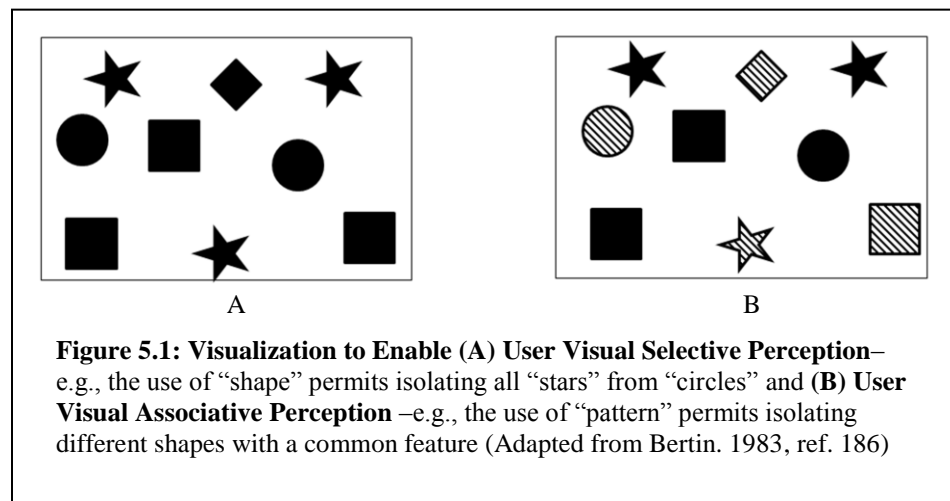 A
B
Figure 5.1: Visualization to Enable (A) User Visual Selective Perception–
e.g., the use of “shape” permits isolating all “stars” from “circles” and (B) User
Visual Associative Perception –e.g., the use of “pattern” permits isolating
different shapes with a common feature (Adapted from Bertin. 1983, ref. 186)